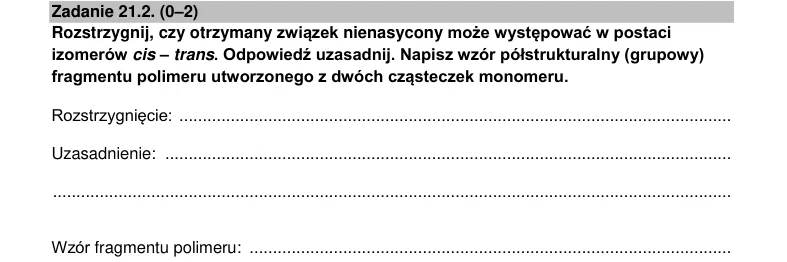 Zadanie 21.2. (0–2)
Rozstrzygnij, czy otrzymany związek nienasycony może występować w postaci
izomerów cis – trans. Odpowiedź uzasadnij. Napisz wzór półstrukturalny (grupowy)
fragmentu polimeru utworzonego z dwóch cząsteczek monomeru.
Rozstrzygnięcie: ....................................................................................................................
Uzasadnienie: .......................................................................................................................
...............................................................................................................................................
Wzór fragmentu polimeru: .....................................................................................................